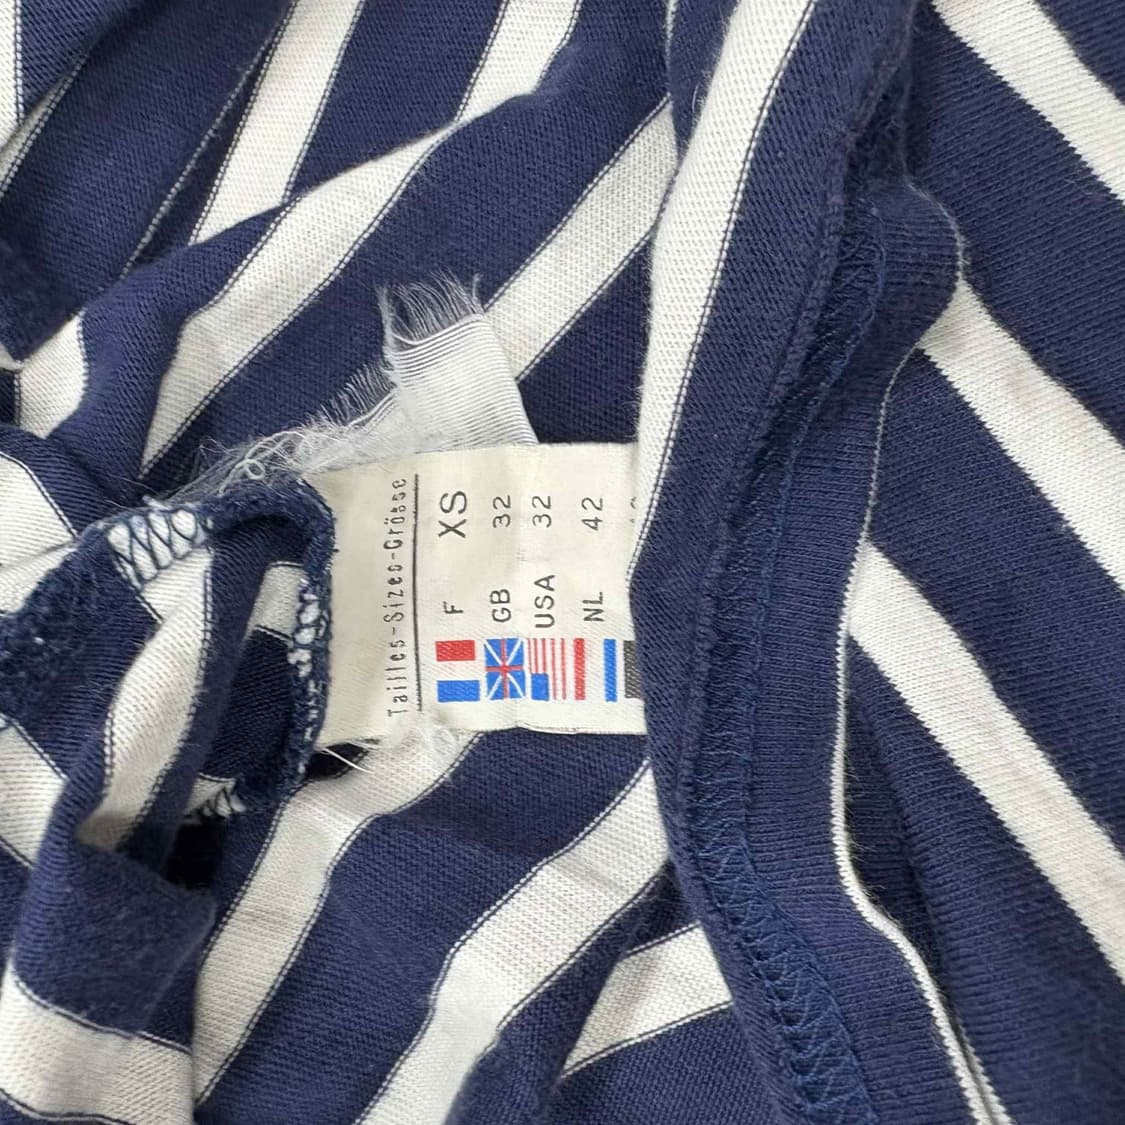 Tailles-Sizes-Grösse
F XS
GB 32
USA 32
NL 42